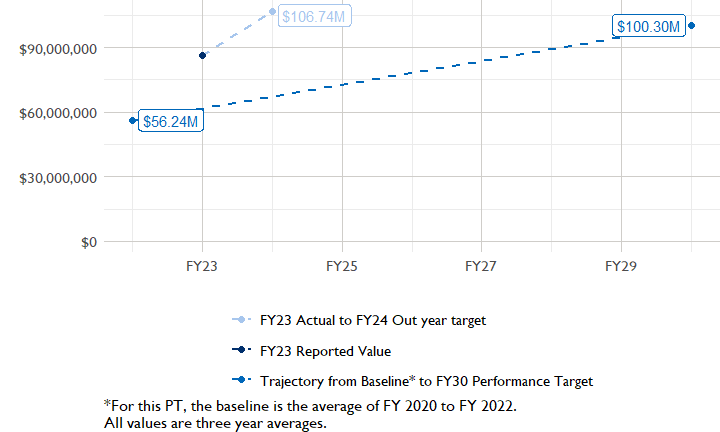 $106.74M
$100.30M
$90,000,000
$60,000,000
$56.24M
$30,000,000
$0
FY23 FY25 FY27 FY29
FY23 Actual to FY24 Out year target
FY23 Reported Value
Trajectory from Baseline* to FY30 Performance Target
*For this PT, the baseline is the average of FY 2020 to FY 2022.
All values are three year averages.